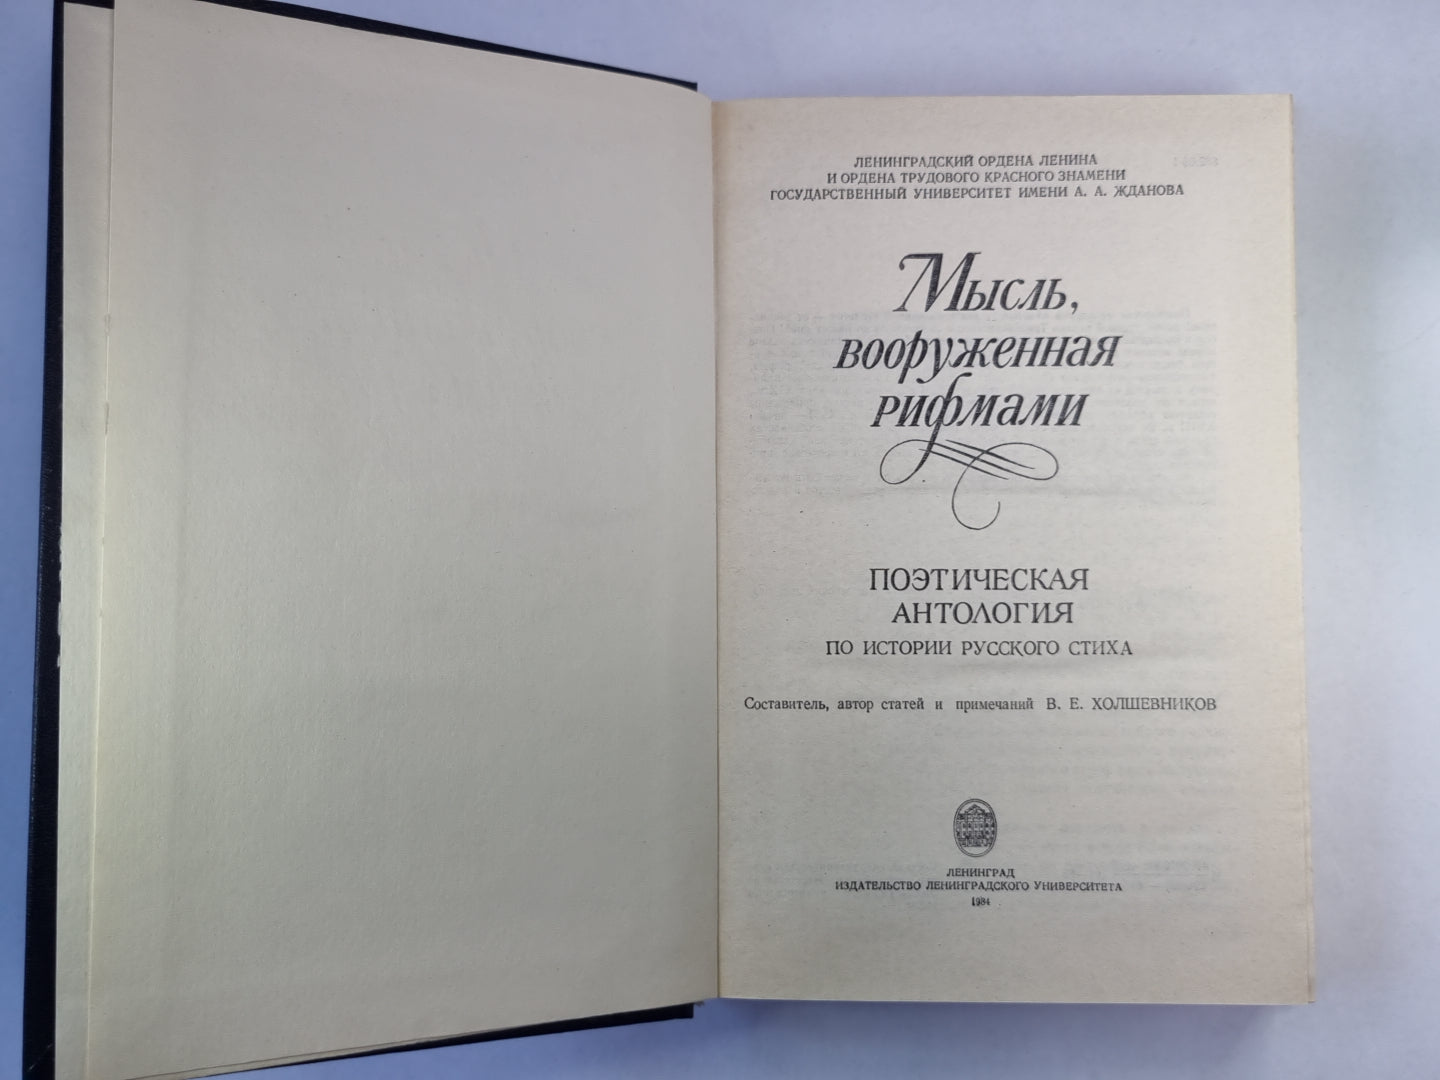 ЛЕНИНГРАДСКИЙ ОРДЕНА ЛЕНИНА
И ОРДЕНА ТРУДОВОГО КРАСНОГО ЗНАМЕНИ
ГОСУДАРСТВЕННЫЙ УНИВЕРСИТЕТ ИМЕНИ А. А. ЖДАНОВА
Мысль,
вооруженная
рифмами
ПОЭТИЧЕСКАЯ
АНТОЛОГИЯ
ПО ИСТОРИИ РУССКОГО СТИХА
Составитель, автор статей и примечаний В. Е. ХОЛШЕВНИКОВ
ЛЕНИНГРАД
ИЗДАТЕЛЬСТВО ЛЕНИНГРАДСКОГО УНИВЕРСИТЕТА
1984